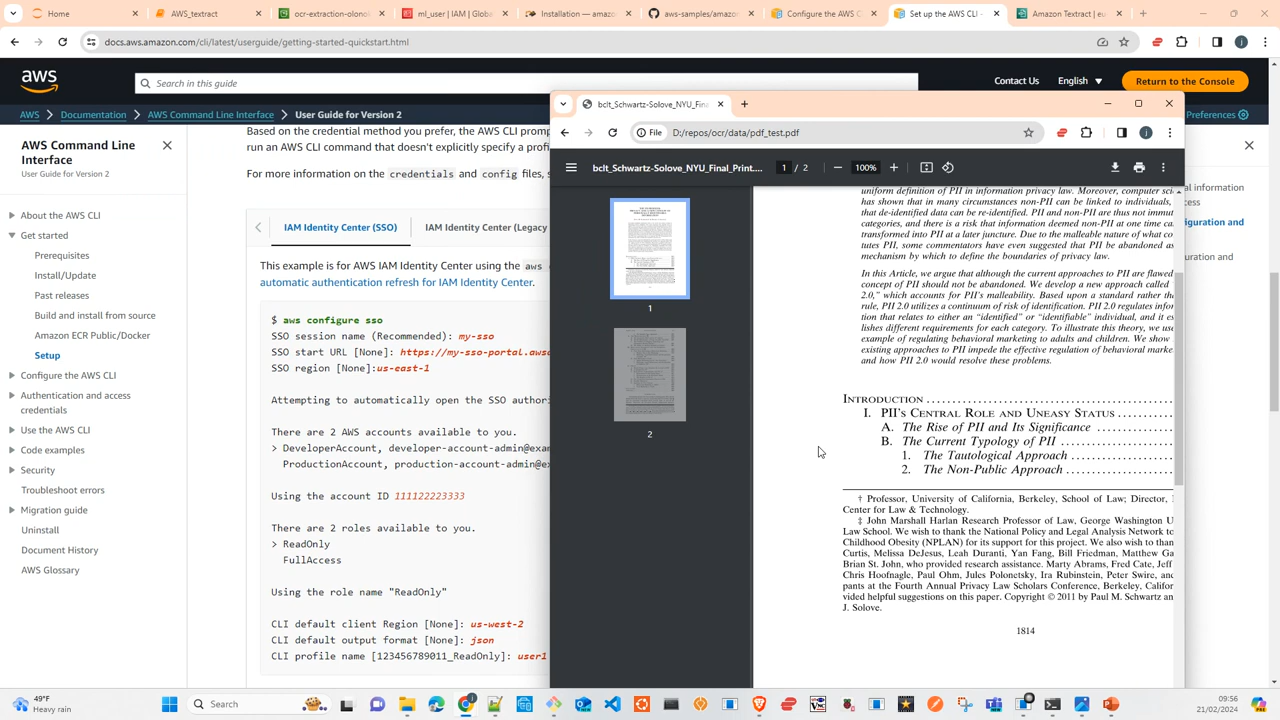 Home
AWS_textract
ocr-extraction-olonok
ml_user | IAM | Globe
Installation — amazo
aws-samples/amazon
Configure the AWS C
Set up the AWS CLI -
Amazon Textract | eu
docs.aws.amazon.com/cli/latest/userguide/getting-started-quickstart.html
aws
Search in this guide
Contact Us
English
Return to the Console
AWS
Documentation
AWS Command Line Interface
User Guide for Version 2
Preferences
AWS Command Line
Interface
User Guide for Version 2
About the AWS CLI
Get started
Prerequisites
Install/Update
Past releases
Build and install from source
Amazon ECR Public/Docker
Setup
Configure the AWS CLI
Authentication and access
credentials
Use the AWS CLI
Code examples
Security
Troubleshoot errors
Migration guide
Uninstall
Document History
AWS Glossary
Based on the credential method you prefer, the AWS CLI promp
run an AWS CLI command that doesn't explicitly specify a profi
For more information on the credentials and config files, s
IAM Identity Center (SSO)
IAM Identity Center (Legacy
This example is for AWS IAM Identity Center using the aws c
automatic authentication refresh for IAM Identity Center.
$ aws configure sso
SSO session name (Recommended): my-sso
SSO start URL [None]: https://my-sso-portal.awsa
SSO region [None]:us-east-1
Attempting to automatically open the SSO authori
There are 2 AWS accounts available to you.
> DeveloperAccount, developer-account-admin@exam
ProductionAccount, production-account-admin@e
Using the account ID 111122223333
There are 2 roles available to you.
> ReadOnly
FullAccess
Using the role name "ReadOnly"
CLI default client Region [None]: us-west-2
CLI default output format [None]: json
CLI profile name [123456789011_ReadOnly]: user1
bclt_Schwartz-Solove_NYU_Fina
File
D:/repos/ocr/data/pdf_test.pdf
bclt_Schwartz-Solove_NYU_Final_Print....
1 / 2
100%
1
2
uniform definition of PII in information privacy law. Moreover, computer scie
has shown that in many circumstances non-PII can be linked to individuals,
that de-identified data can be re-identified. PII and non-PII are thus not immut
categories, and there is a risk that information deemed non-PII at one time ca
transformed into PII at a later juncture. Due to the malleable nature of what co
tutes PII, some commentators have even suggested that PII be abandoned a
mechanism by which to define the boundaries of privacy law.
In this Article, we argue that although the current approaches to PII are flawed
concept of PII should not be abandoned. We develop a new approach called "
2.0," which accounts for PII's malleability. Based upon a standard rather tha
rule, PII 2.0 utilizes a continuum of risk of identification. PII 2.0 regulates infor
tion that relates to either an "identified" or "identifiable" individual, and it es
lishes different requirements for each category. To illustrate this theory, we use
example of regulating behavioral marketing to adults and children. We show
existing approaches to PII impede the effective regulation of behavioral marke
and how PII 2.0 would resolve these problems.
INTRODUCTION
I. PII'S CENTRAL ROLE AND UNEASY STATUS
A. The Rise of PII and Its Significance
B. The Current Typology of PII
1. The Tautological Approach
2. The Non-Public Approach
† Professor, University of California, Berkeley, School of Law; Director,
Center for Law & Technology.
‡ John Marshall Harlan Research Professor of Law, George Washington U
Law School. We wish to thank the National Policy and Legal Analysis Network to
Childhood Obesity (NPLAN) for its support for this project. We also wish to than
Curtis, Melissa DeJesus, Leah Duranti, Yan Fang, Bill Friedman, Matthew Ga
Brian St. John, who provided research assistance. Marty Abrams, Fred Cate, Jeff
Chris Hoofnagle, Paul Ohm, Jules Polonetsky, Ira Rubinstein, Peter Swire, and
pants at the Fourth Annual Privacy Law Scholars Conference, Berkeley, Califor
vided helpful suggestions on this paper. Copyright © 2011 by Paul M. Schwartz an
J. Solove.
1814
al information
cess
nfiguration and
uration and
49°F
Heavy rain
Search
09:56
21/02/2024